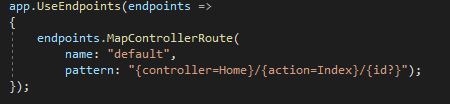 app.UseEndpoints(endpoints =>
{
    endpoints.MapControllerRoute(
        name: "default",
        pattern: "{controller=Home}/{action=Index}/{id?}");
});